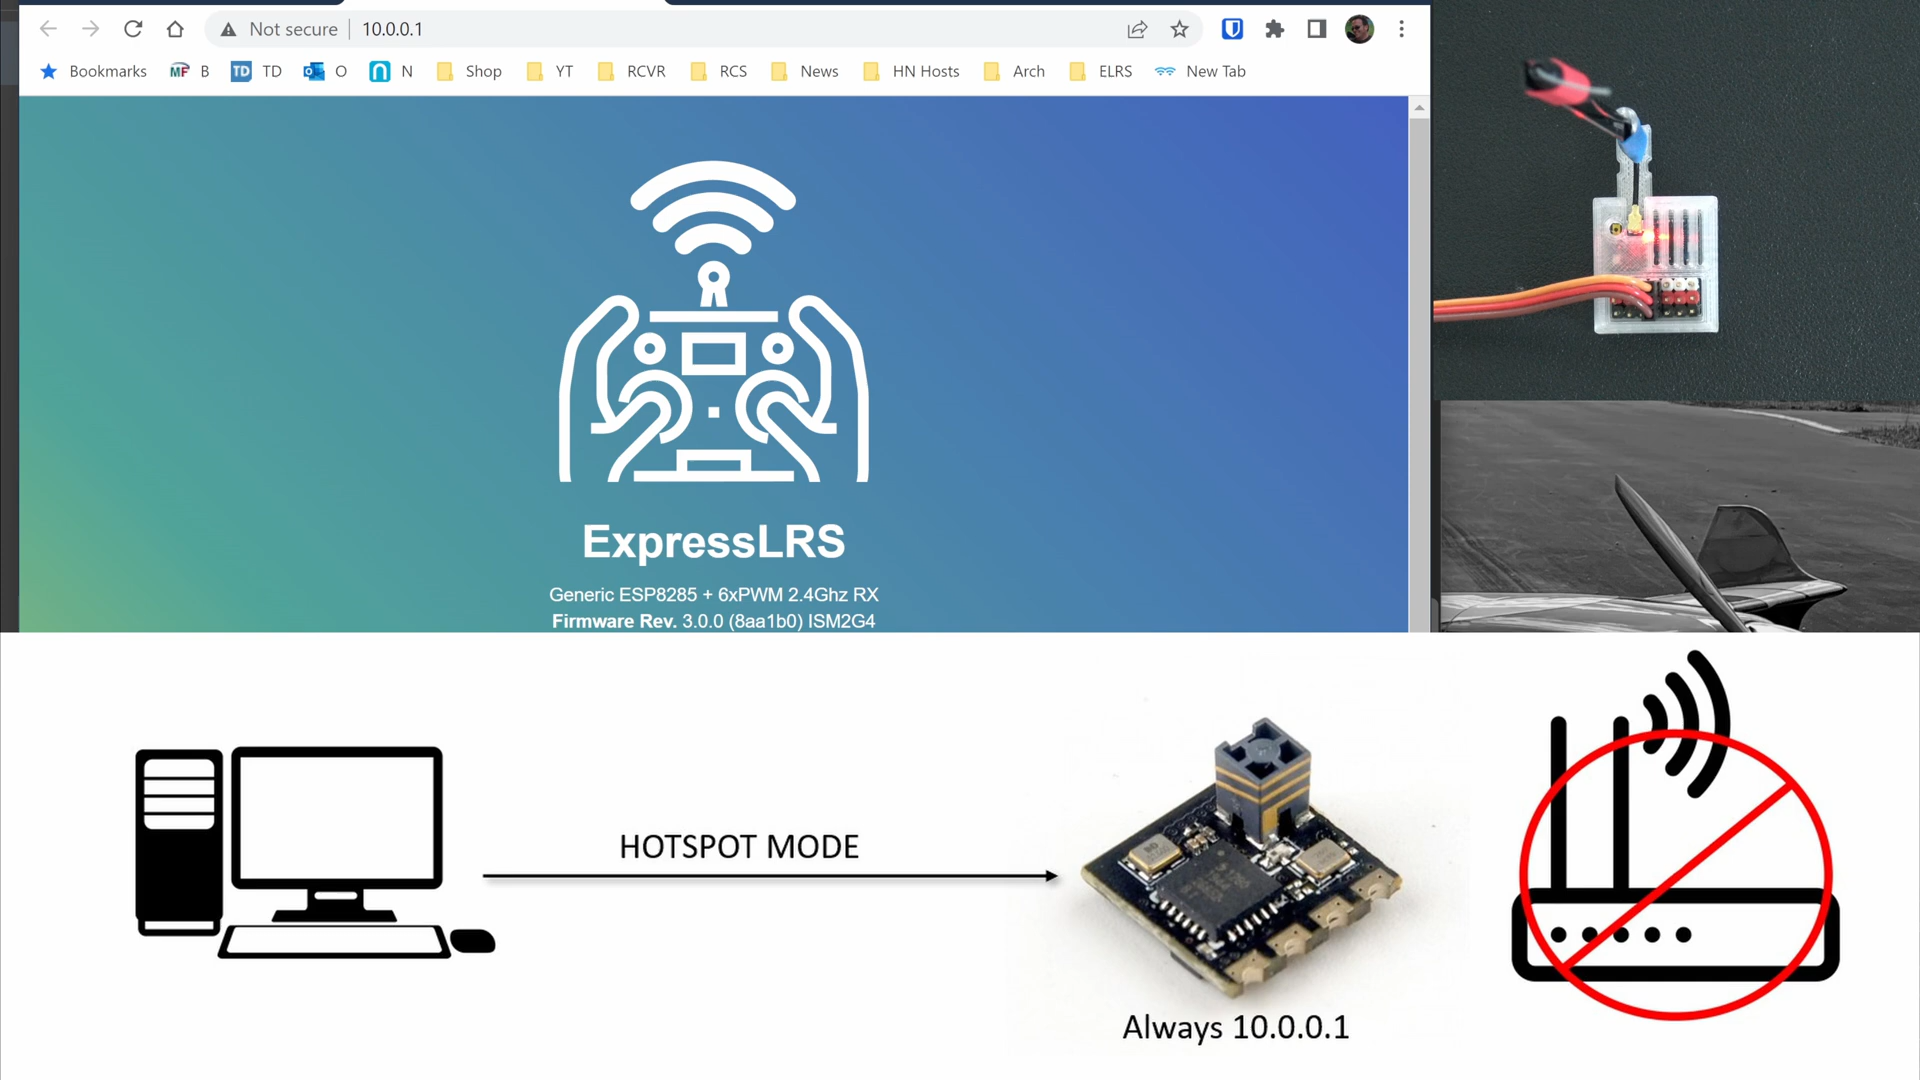 Not secure 10.0.0.1
Bookmarks MF B TD TD O N Shop YT RCVR RCS News HN Hosts Arch ELRS New Tab
ExpressLRS
Generic ESP8285 + 6xPWM 2.4Ghz RX
Firmware Rev. 3.0.0 (8aa1b0) ISM2G4
HOTSPOT MODE
Always 10.0.0.1